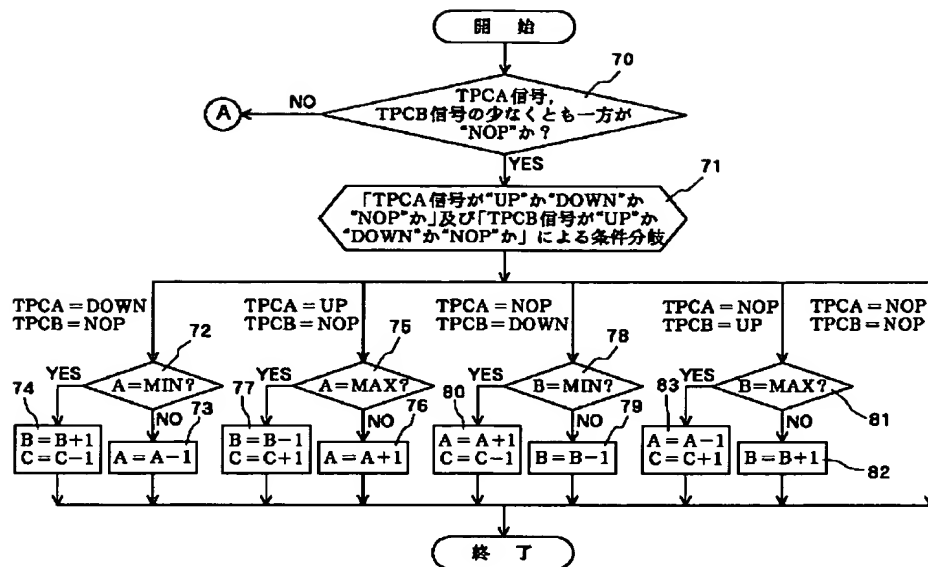 開 始
70
TPCA信号,
TPCB信号の少なくとも一方が
"NOP"か?
NO
A
YES
71
「TPCA信号が"UP"か"DOWN"か
"NOP"か」及び「TPCB信号が"UP"か
"DOWN"か"NOP"か」による条件分岐
TPCA=DOWN
TPCB=NOP
TPCA=UP
TPCB=NOP
TPCA=NOP
TPCB=DOWN
TPCA=NOP
TPCB=UP
TPCA=NOP
TPCB=NOP
72
75
78
YES
A=MIN?
YES
A=MAX?
YES
B=MIN?
YES
B=MAX?
81
74
NO
73
77
NO
76
80
NO
79
83
NO
B=B+1
C=C-1
A=A-1
B=B-1
C=C+1
A=A+1
A=A+1
C=C-1
B=B-1
A=A-1
C=C+1
B=B+1
82
終 了